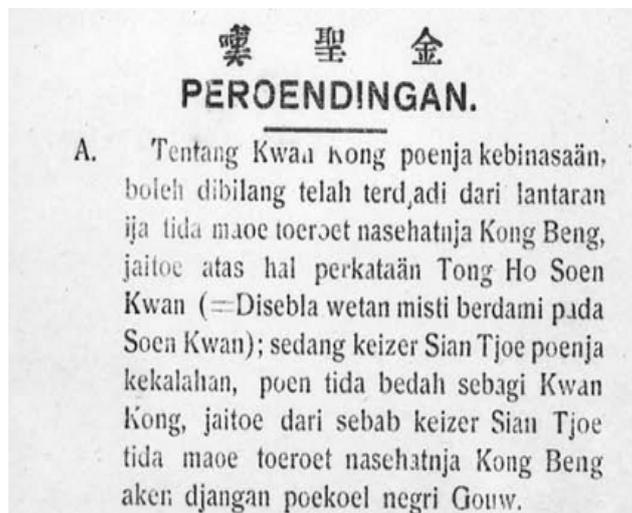 金聖嘆
PEROENDINGAN.
A. Tentang Kwan Kong poenja kebinasaän,
boleh dibilang telah terdjadi dari lantaran
ija tida maoe toeroet nasehatnja Kong Beng,
jaitoe atas hal perkataän Tong Ho Soen
Kwan (=Disebla wetan misti berdami pada
Soen Kwan); sedang keizer Sian Tjoe poenja
kekalahan, poen tida bedah sebagi Kwan
Kong, jaitoe dari sebab keizer Sian Tjoe
tida maoe toeroet nasehatnja Kong Beng
aken djangan poekoel negri Gouw.